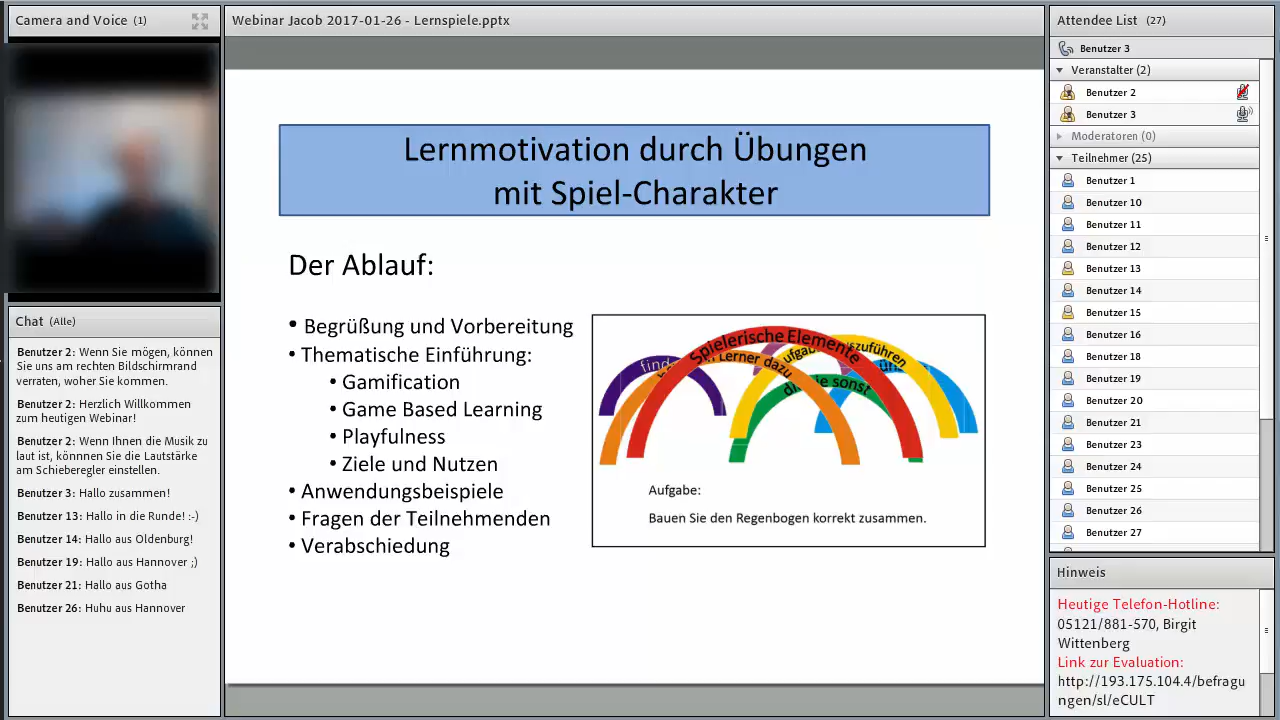 Camera and Voice (1)
Chat (Alle)
Benutzer 2: Wenn Sie mögen, können
Sie uns am rechten Bildschirmrand
verraten, woher Sie kommen.
Benutzer 2: Herzlich Willkommen
zum heutigen Webinar!
Benutzer 2: Wenn Ihnen die Musik zu
laut ist, könnnen Sie die Lautstärke
am Schieberegler einstellen.
Benutzer 3: Hallo zusammen!
Benutzer 13: Hallo in die Runde! :-)
Benutzer 14: Hallo aus Oldenburg!
Benutzer 19: Hallo aus Hannover ;)
Benutzer 21: Hallo aus Gotha
Benutzer 26: Huhu aus Hannover
Webinar Jacob 2017-01-26 - Lernspiele.pptx
Lernmotivation durch Übungen
mit Spiel-Charakter
Der Ablauf:
• Begrüßung und Vorbereitung
• Thematische Einführung:
• Gamification
• Game Based Learning
• Playfulness
• Ziele und Nutzen
• Anwendungsbeispiele
• Fragen der Teilnehmenden
• Verabschiedung
Spielerische Elemente
Lerner dazu
sonst
Aufgabe:
Bauen Sie den Regenbogen korrekt zusammen.
Attendee List (27)
Benutzer 3
Veranstalter (2)
Benutzer 2
Benutzer 3
Moderatoren (0)
Teilnehmer (25)
Benutzer 1
Benutzer 10
Benutzer 11
Benutzer 12
Benutzer 13
Benutzer 14
Benutzer 15
Benutzer 16
Benutzer 18
Benutzer 19
Benutzer 20
Benutzer 21
Benutzer 23
Benutzer 24
Benutzer 25
Benutzer 26
Benutzer 27
Hinweis
Heutige Telefon-Hotline:
05121/881-570, Birgit
Wittenberg
Link zur Evaluation:
http://193.175.104.4/befragu
ngen/sl/eCULT